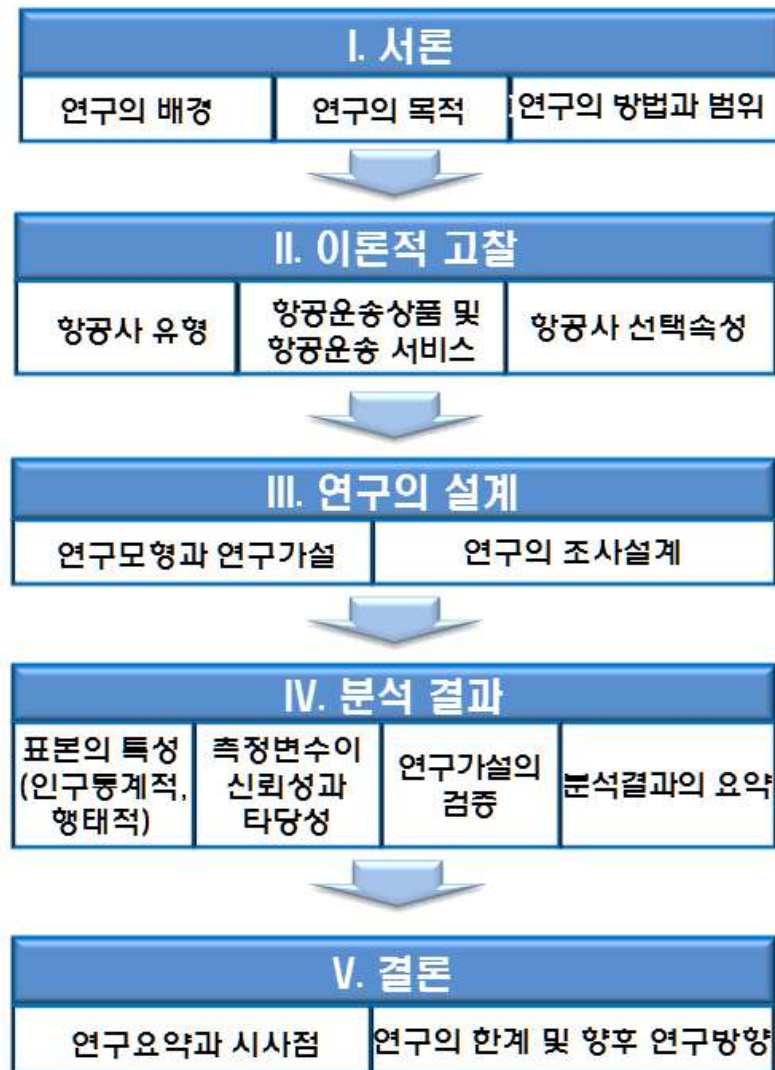 I. 서론
연구의 배경
연구의 목적
연구의 방법과 범위
II. 이론적 고찰
항공사 유형
항공운송상품 및
항공운송 서비스
항공사 선택속성
III. 연구의 설계
연구모형과 연구가설
연구의 조사설계
IV. 분석 결과
표본의 특성
(인구통계적,
행태적)
측정변수이
신뢰성과
타당성
연구가설의
검증
분석결과의 요약
V. 결론
연구요약과 시사점
연구의 한계 및 향후 연구방향